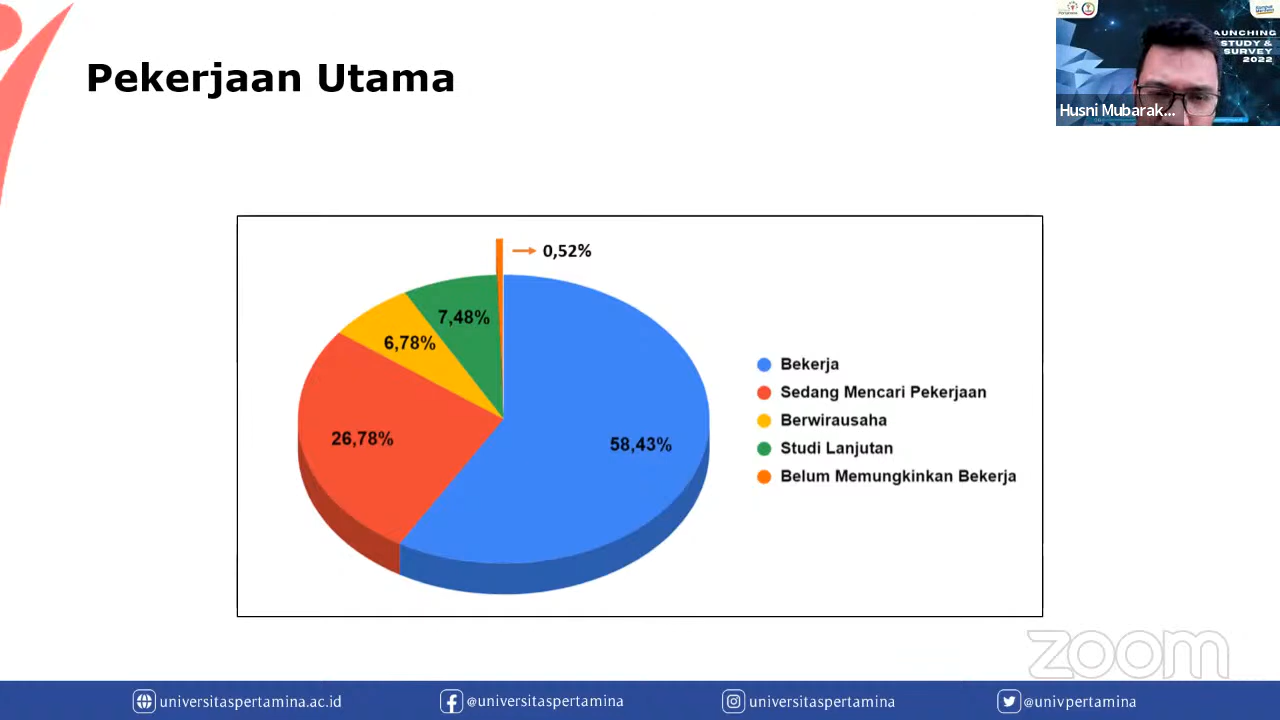 Pekerjaan Utama
AUNCHING
STUDY &
SURVEY
2022
Husni Mubarak...
0,52%
7,48%
6,78%
26,78%
58,43%
Bekerja
Sedang Mencari Pekerjaan
Berwirausaha
Studi Lanjutan
Belum Memungkinkan Bekerja
zoom
universitaspertamina.ac.id
@universitaspertamina
universitaspertamina
@univpertamina